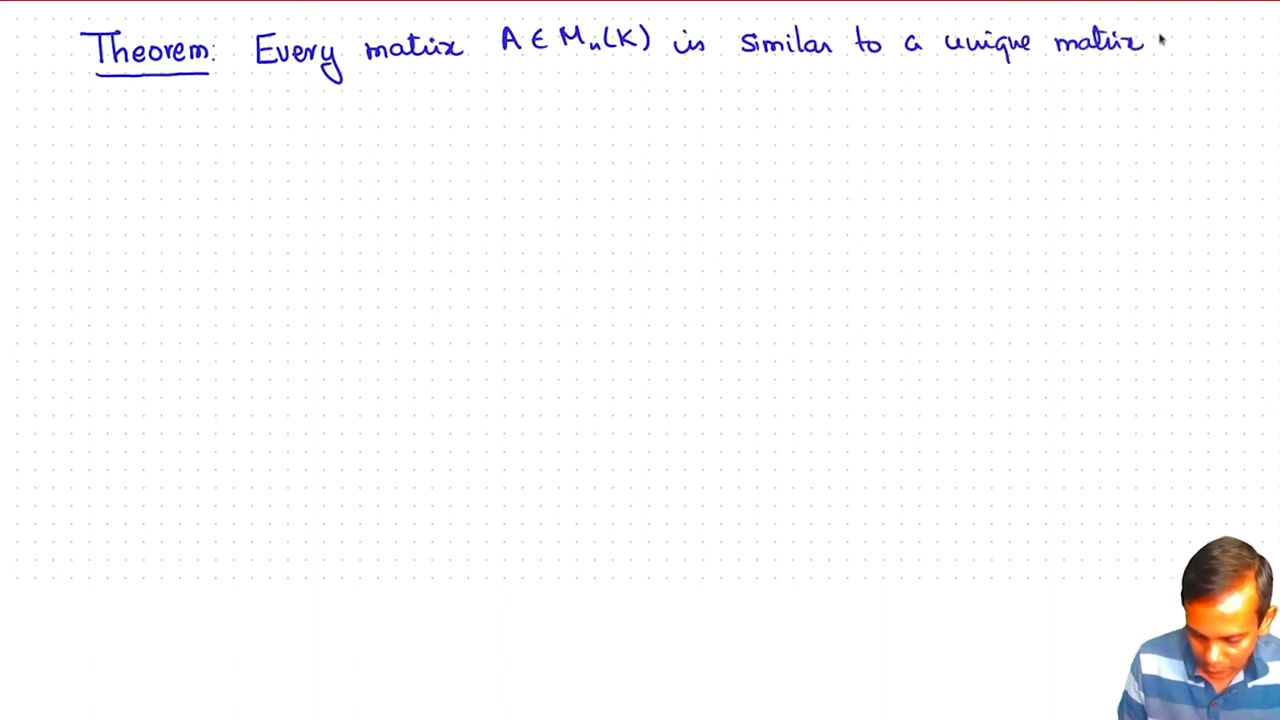 Theorem: Every matrix A ∈ Mₙ(K) is similar to a unique matrix